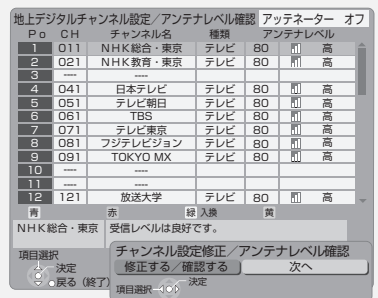 地上デジタルチャンネル設定／アンテナレベル確認 アッテネーター オフ
Po CH チャンネル名 種類 アンテナレベル
1 011 NHK総合・東京 テレビ 80 高
2 021 NHK教育・東京 テレビ 80 高
3 ---- ----
4 041 日本テレビ テレビ 80 高
5 051 テレビ朝日 テレビ 80 高
6 061 TBS テレビ 80 高
7 071 テレビ東京 テレビ 80 高
8 081 フジテレビジョン テレビ 80 高
9 091 TOKYO MX テレビ 80 高
10 ---- ----
11 ---- ----
12 121 放送大学 テレビ 80 高
青 赤 緑 入換 黄
NHK総合・東京 受信レベルは良好です。
項目選択
決定
戻る（終了）
チャンネル設定修正／アンテナレベル確認
修正する／確認する 次へ
項目選択 決定